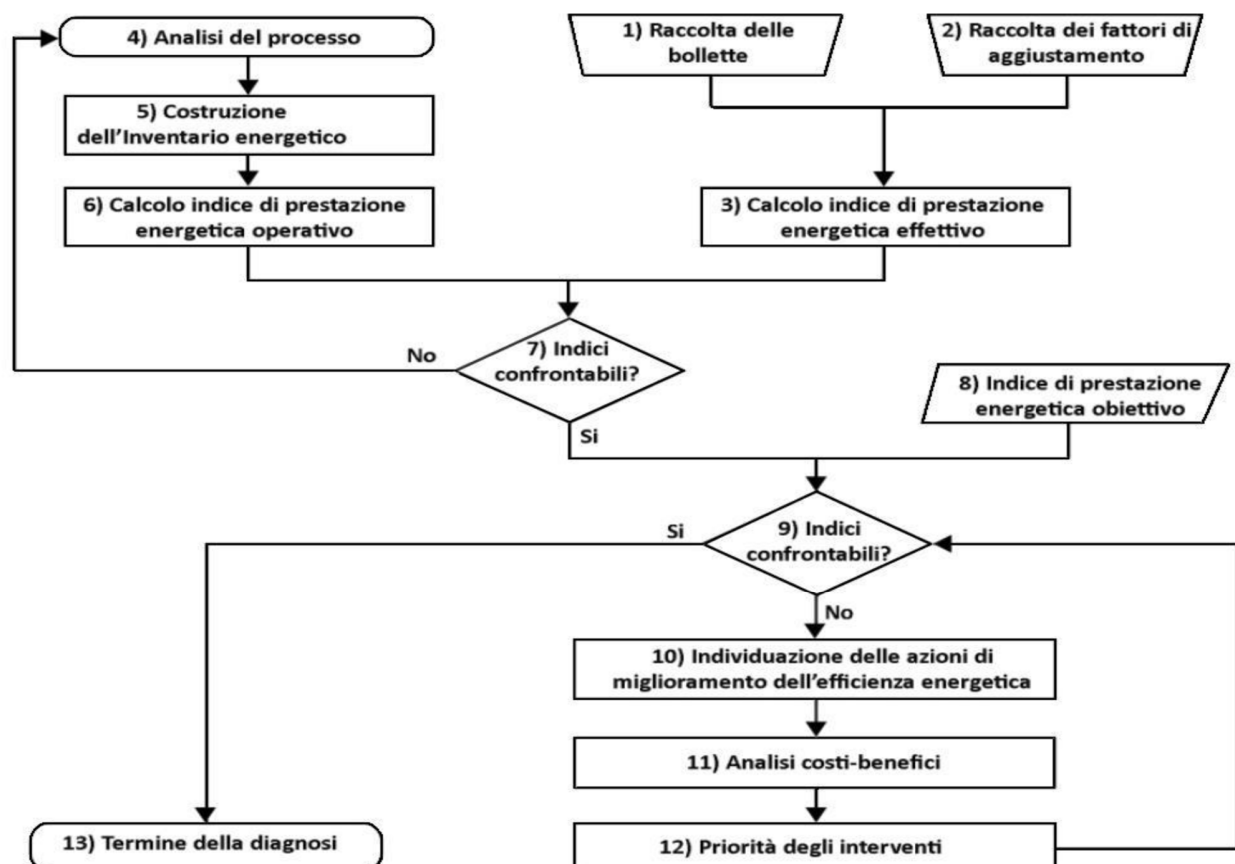 4) Analisi del processo
1) Raccolta delle
bollette
2) Raccolta dei fattori di
aggiustamento
5) Costruzione
dell'Inventario energetico
6) Calcolo indice di prestazione
energetica operativo
3) Calcolo indice di prestazione
energetica effettivo
No
7) Indici
confrontabili?
8) Indice di prestazione
energetica obiettivo
Si
Si
9) Indici
confrontabili?
No
10) Individuazione delle azioni di
miglioramento dell'efficienza energetica
11) Analisi costi-benefici
13) Termine della diagnosi
12) Priorità degli interventi